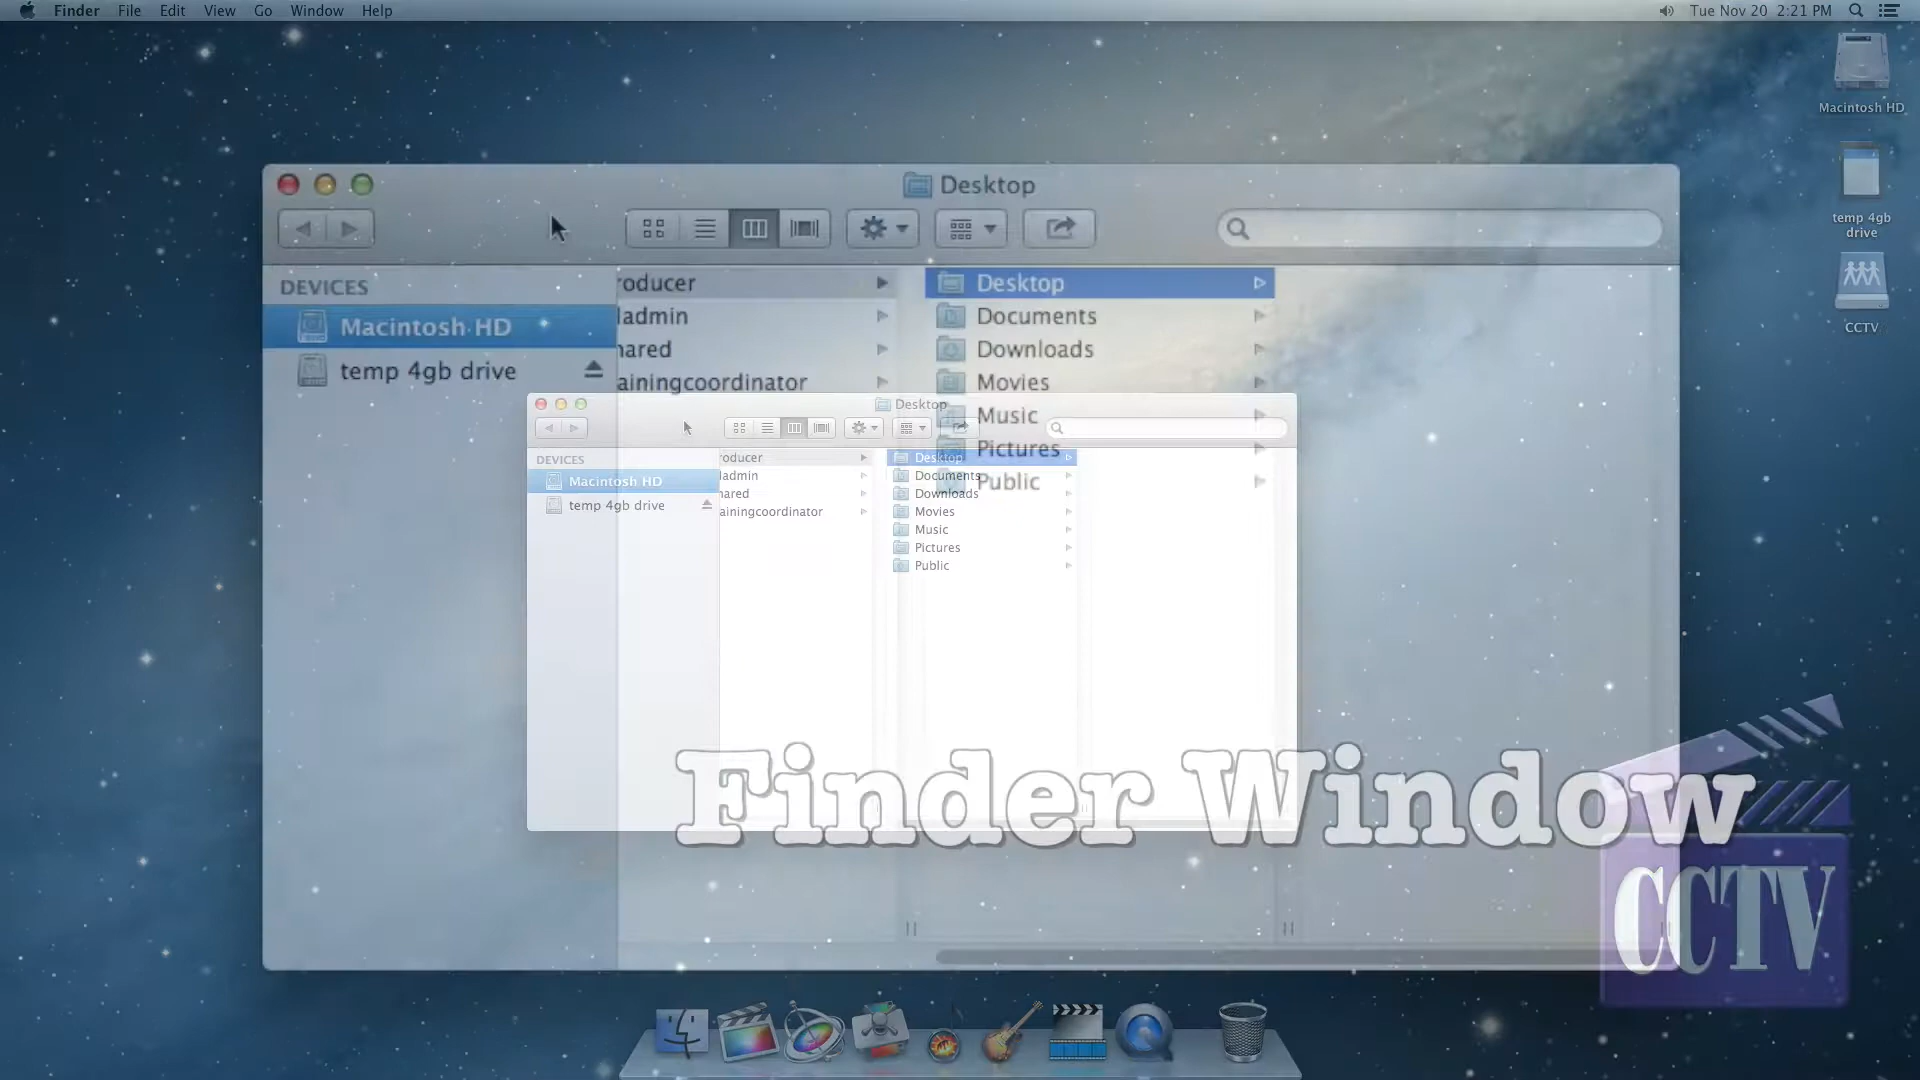 Finder File Edit View Go Window Help
Tue Nov 20 2:21 PM
Macintosh HD
temp 4gb
drive
CCTV
Desktop
DEVICES
Macintosh HD
temp 4gb drive
roducer
ladmin
hared
ainingcoordinator
Desktop
Documents
Downloads
Movies
Music
Pictures
Public
Desktop
DEVICES
Macintosh HD
temp 4gb drive
roducer
ladmin
hared
ainingcoordinator
Desktop
Documents
Downloads
Movies
Music
Pictures
Public
Finder Window
CCTV